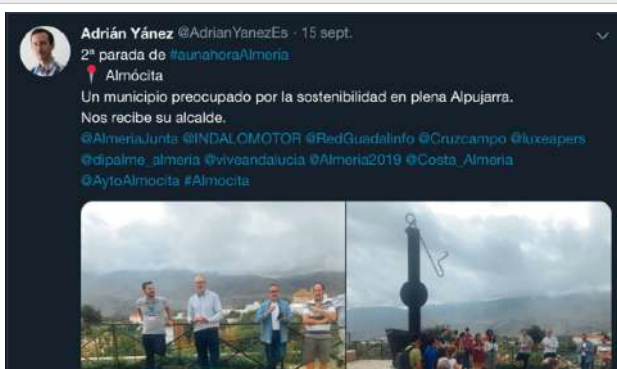 Adrián Yánez @AdrianYanezEs · 15 sept.
2ª parada de #aunahoraAlmería
📍 Almócita
Un municipio preocupado por la sostenibilidad en plena Alpujarra.
Nos recibe su alcalde.
@AlmeriaJunta @INDALOMOTOR @RedGuadalinfo @Cruzcampo @luxeapers
@dipalme_almeria @viveandalucia @Almeria2019 @Costa_Almeria
@AytoAlmocita #Almocita